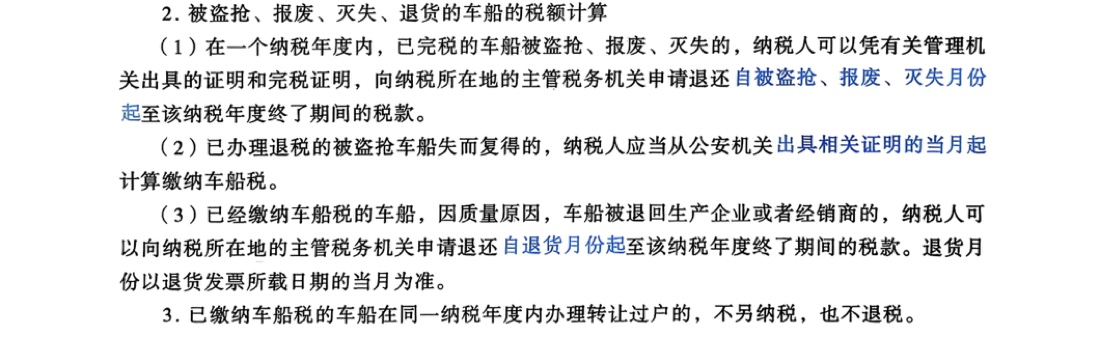 2. 被盗抢、报废、灭失、退货的车船的税额计算
（1）在一个纳税年度内，已完税的车船被盗抢、报废、灭失的，纳税人可以凭有关管理机
关出具的证明和完税证明，向纳税所在地的主管税务机关申请退还自被盗抢、报废、灭失月份
起至该纳税年度终了期间的税款。
（2）已办理退税的被盗抢车船失而复得的，纳税人应当从公安机关出具相关证明的当月起
计算缴纳车船税。
（3）已经缴纳车船税的车船，因质量原因，车船被退回生产企业或者经销商的，纳税人可
以向纳税所在地的主管税务机关申请退还自退货月份起至该纳税年度终了期间的税款。退货月
份以退货发票所载日期的当月为准。
3. 已缴纳车船税的车船在同一纳税年度内办理转让过户的，不另纳税，也不退税。